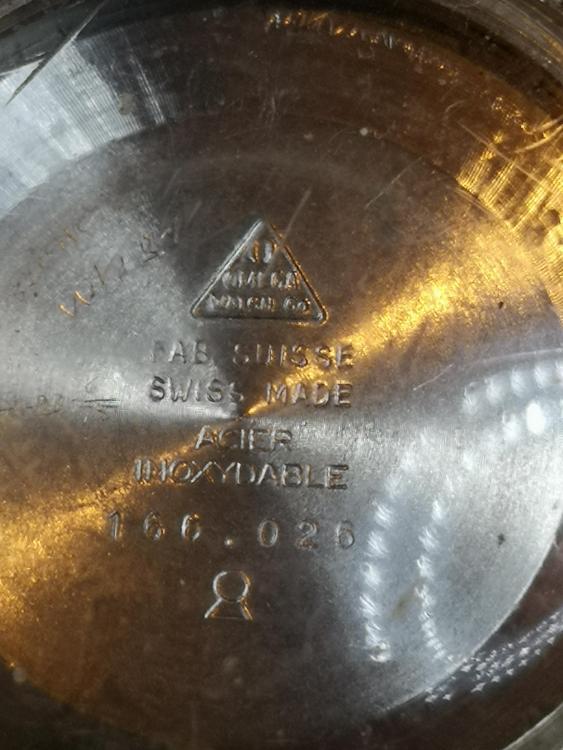 OMEGA
WATCH Co
FAB. SUISSE
SWISS MADE
ACIER
INOXYDABLE
166.026